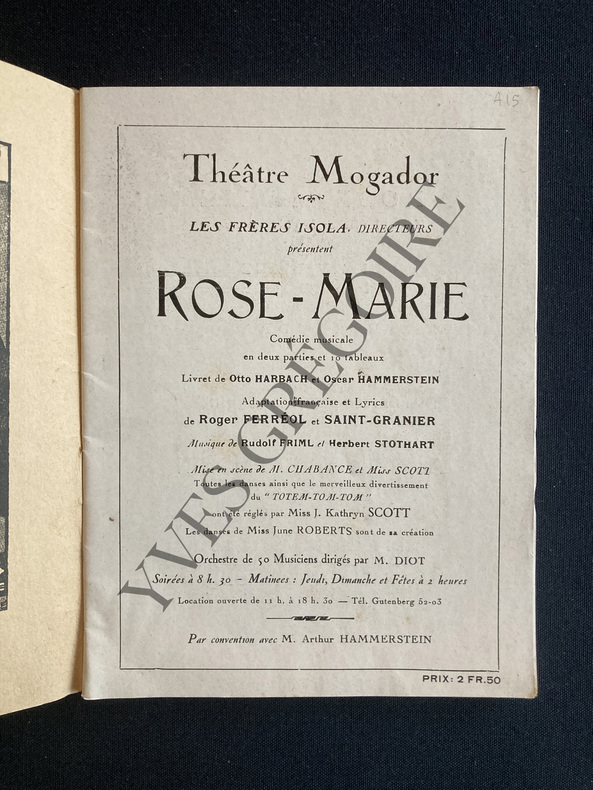 A15
Théâtre Mogador
LES FRÈRES ISOLA, DIRECTEURS
présentent
ROSE-MARIE
Comédie musicale
en deux parties et 10 tableaux
Livret de Otto HARBACH et Oscar HAMMERSTEIN
Adaptation française et Lyrics
de Roger FERRÉOL et SAINT-GRANIER
Musique de Rudolf FRIML et Herbert STOTHART
Mise en scène de M. CHABANCE et Miss SCOTT
Toutes les danses ainsi que le merveilleux divertissement
du " TOTEM-TOM-TOM "
ont été réglés par Miss J. Kathryn SCOTT
Les danses de Miss June ROBERTS sont de sa création
Orchestre de 50 Musiciens dirigés par M. DIOT
Soirées à 8 h. 30 - Matinées : Jeudi, Dimanche et Fêtes à 2 heures
Location ouverte de 11 h. à 18 h. 30 — Tél. Gutenberg 52-03
Par convention avec M. Arthur HAMMERSTEIN
PRIX: 2 FR.50
YVES GRÉGOIRE